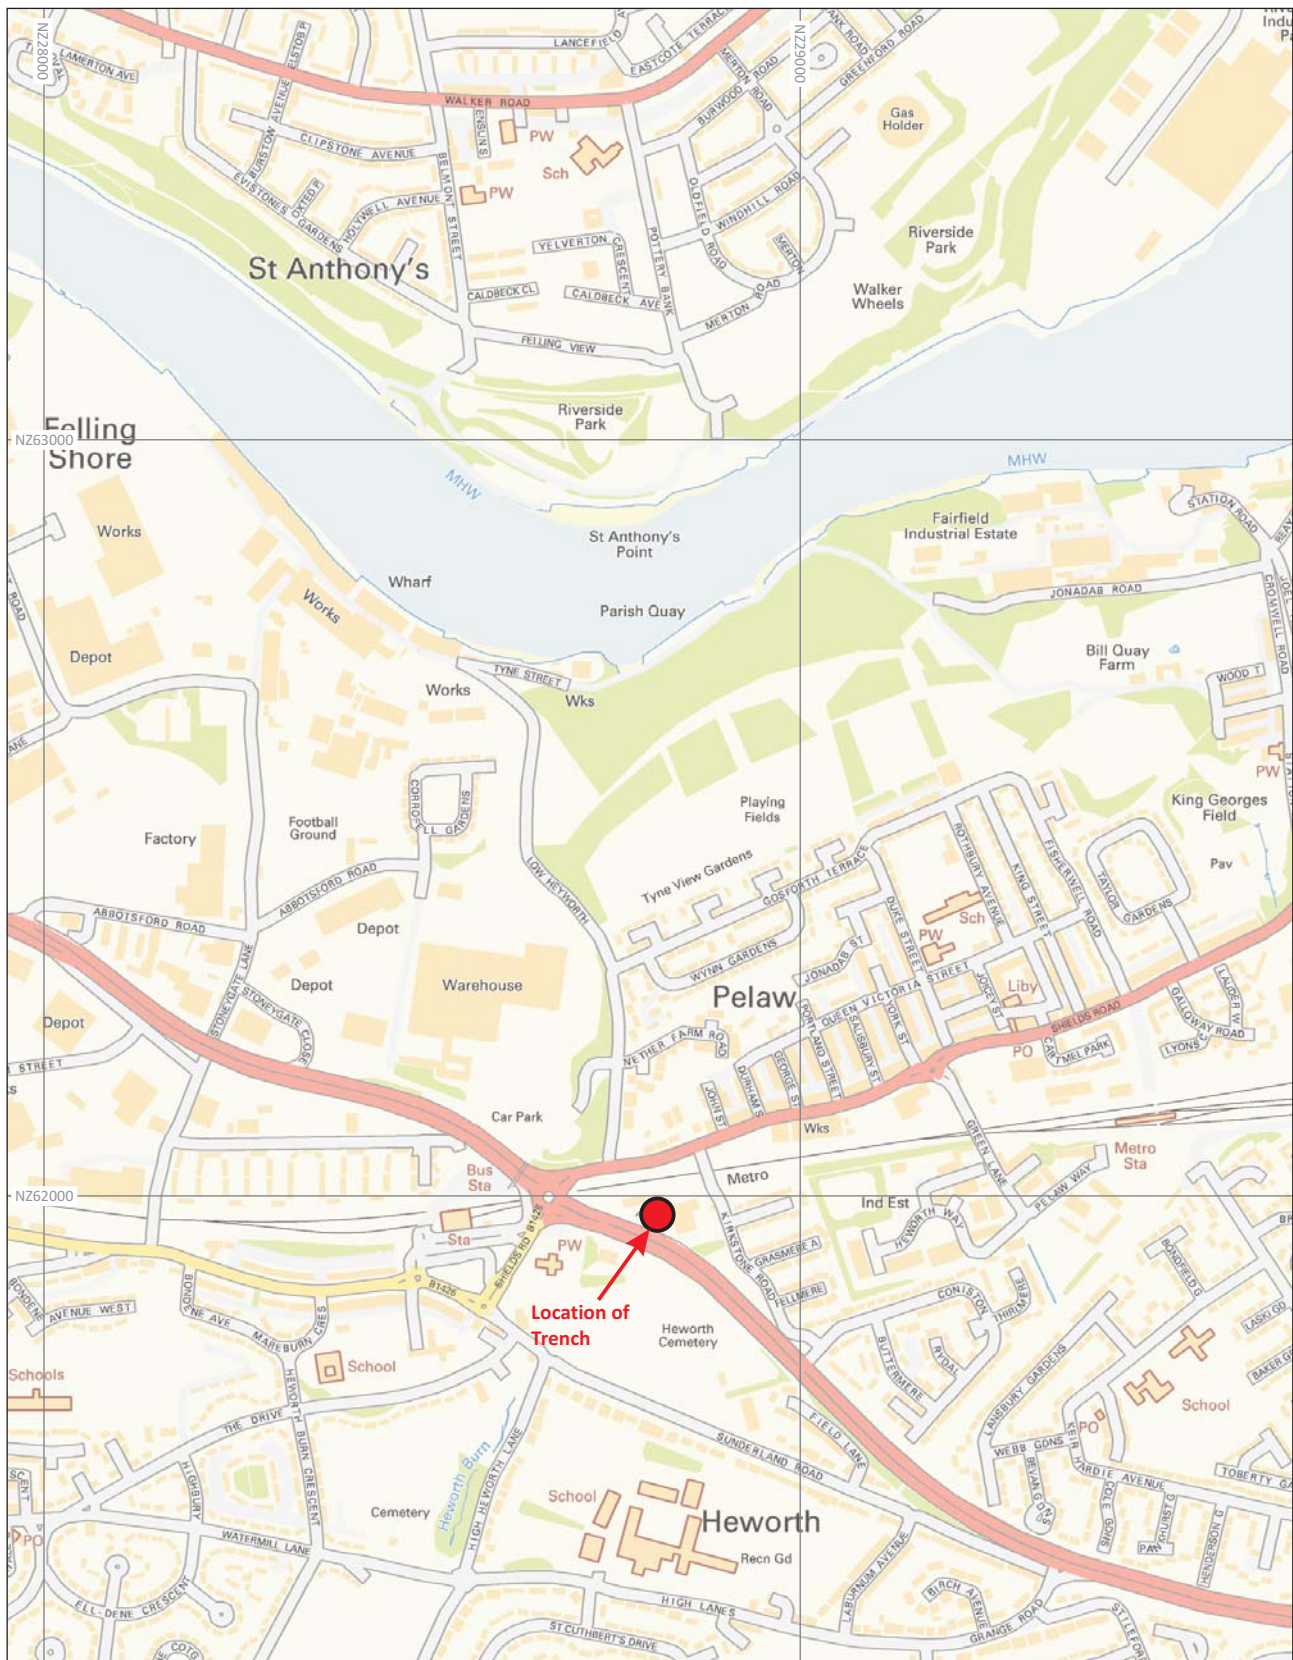 NZ28000
NZ29000
LAMERTON AVE
LANCEFIELD
EASTCOTE TERRACE
MERTON ROAD
BURWOOD ROAD
GREENFORD ROAD
WALKER ROAD
BURSTOW AVENUE
CLIPSTONE AVENUE
PW
Sch
PW
Gas
Holder
EVISTONES GARDENS
OXTED P
HOLYWELL AVENUE
BELMONT STREET
OLDFIELD ROAD
WINDHILL ROAD
MERTON
YELVERTON
CRESCENT
POTTERY BANK
Riverside
Park
St Anthony's
CALDBECK CL
CALDBECK AVE
MERTON ROAD
Walker
Wheels
FELLING VIEW
Riverside
Park
NZ63000
Felling
Shore
MHW
MHW
Works
St Anthony's
Point
Fairfield
Industrial Estate
STATION ROAD
Wharf
Works
Parish Quay
JONADAB ROAD
CROMWELL ROAD
ROAD
Depot
Works
TYNE STREET
Wks
Bill Quay
Farm
WOOD T
PW
Playing
Fields
King Georges
Field
Pav
Factory
Football
Ground
Tyne View Gardens
GOSFORTH TERRACE
ROTHBURY AVENUE
KING STREET
FISHERWELL ROAD
TAYLOR
GARDENS
ABBOTSFORD ROAD
ABBOTSFORD ROAD
LOW HEYWORTH
DUKE STREET
Sch
PW
Depot
WYNN GARDENS
JONADAB ST
Depot
Warehouse
Pelaw
QUEEN VICTORIA STREET
JOICEY ST
Liby
STONEYGATE LANE
STONEYGATE CLOSE
PORTLAND STREET
SALISBURY ST
YORK ST
SHIELDS ROAD
GALLOWAY ROAD
LAUDER W
LYONS C
Depot
STREET
NETHER FARM ROAD
JOHN ST
DURHAM S
GEORGE ST
PO
Car Park
Wks
GREEN LANE
Metro
Sta
Bus
Sta
Metro
PELAW WAY
NZ62000
Ind Est
HEWORTH WAY
Sta
PW
SHIELDS RD
B1426
B1426
KIRKSTONE ROAD
GRASMERE A
FELLMERE
BONDFIELD G
AVENUE WEST
BONDENE AVE
MAREBURN CRES
Location of
Trench
Heworth
Cemetery
CONISTON
THIRLMERE
BUTTERMERE
RYDAL
LASKI GD
BAKER G
Schools
School
LANSBURY GARDENS
School
PO
THE DRIVE
HEWORTH BURN CRESCENT
SUNDERLAND ROAD
FIELD LANE
WEBB GDNS
BEVAN GDNS
KEIR HARDIE AVENUE
COLE GDNS
PANKHURST G
HENDERSON G
HIGHBURY
Heworth Burn
HIGH HEWORTH LANE
School
Heworth
Cemetery
Recn Gd
PO
WATERMILL LANE
ELL-DENE CRESCENT
HIGH LANES
LABURNUM AVENUE
BIRCH AVENUE
GRANGE ROAD
ST CUTHBERT'S DRIVE